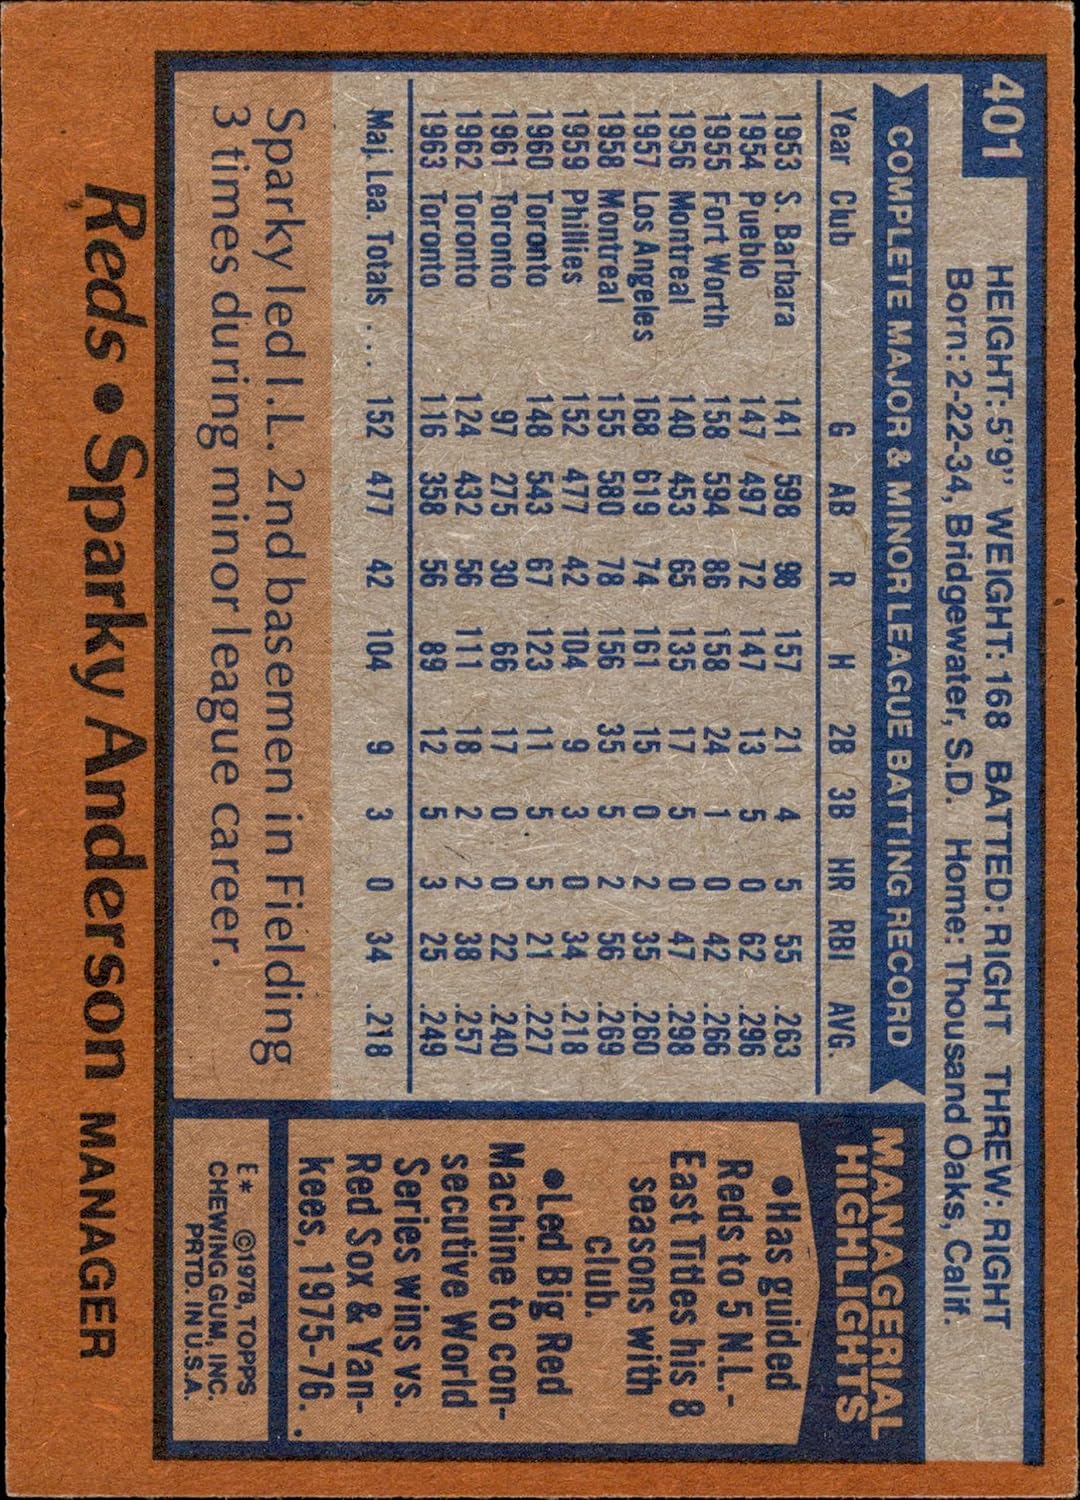 401
HEIGHT: 5'9" WEIGHT: 168 BATTED: RIGHT THREW: RIGHT
Born: 2-22-34, Bridgewater, S.D. Home: Thousand Oaks, Calif.
COMPLETE MAJOR & MINOR LEAGUE BATTING RECORD
Year Club G AB R H 2B 3B HR RBI AVG.
1953 S. Barbara 141 598 98 157 21 4 5 55 .263
1954 Pueblo 147 497 72 147 13 5 0 62 .296
1955 Fort Worth 158 594 86 158 24 1 0 42 .266
1956 Montreal 140 453 65 135 17 5 0 47 .298
1957 Los Angeles 168 619 74 161 15 0 2 35 .260
1958 Montreal 155 580 78 156 35 5 2 56 .269
1959 Phillies 152 477 42 104 9 3 0 34 .218
1960 Toronto 148 543 67 123 11 5 5 21 .227
1961 Toronto 97 275 30 66 17 0 0 22 .240
1962 Toronto 124 432 56 111 18 2 2 38 .257
1963 Toronto 116 358 56 89 12 5 3 25 .249
Maj. Lea. Totals . . . 152 477 42 104 9 3 0 34 .218
Sparky led I.L. 2nd basemen in Fielding
3 times during minor league career.
MANAGERIAL
HIGHLIGHTS
•Has guided
Reds to 5 N.L.-
East Titles his 8
seasons with
club.
•Led Big Red
Machine to con-
secutive World
Series wins vs.
Red Sox & Yan-
kees, 1975-76.
E* ©1978, TOPPS
CHEWING GUM, INC.
PRTD. IN U.S.A.
Reds • Sparky Anderson MANAGER